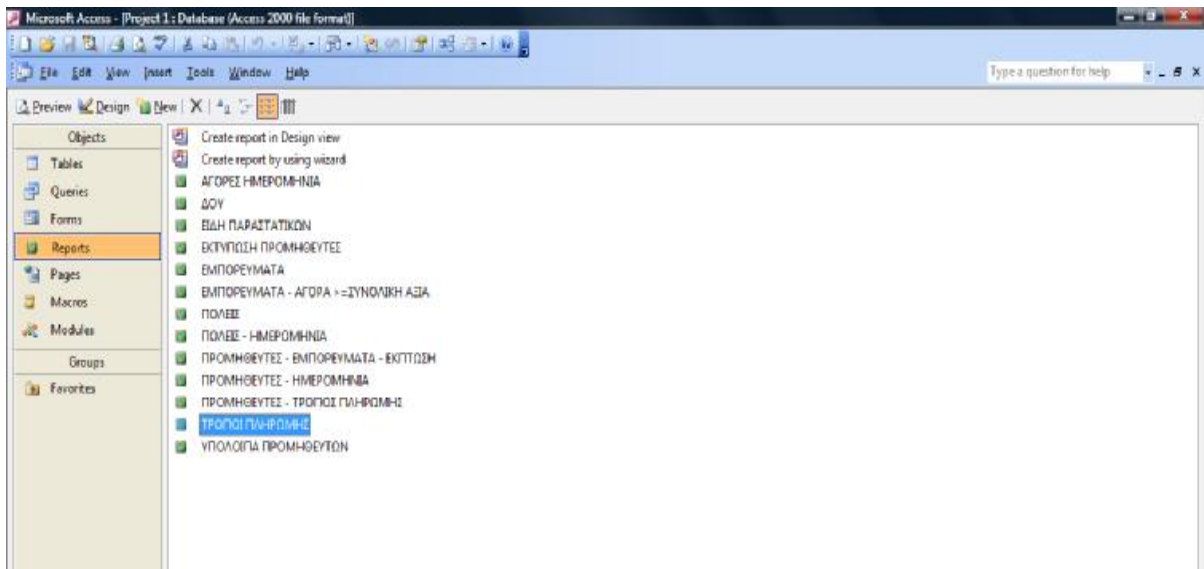 Microsoft Access - [Project 1 : Database (Access 2000 file format)]
File Edit View Insert Tools Window Help
Type a question for help
Preview Design New
Objects
Tables
Queries
Forms
Reports
Pages
Macros
Modules
Groups
Favorites
Create report in Design view
Create report by using wizard
ΑΓΟΡΕΣ ΗΜΕΡΟΜΗΝΙΑ
ΔΟΥ
ΕΙΔΗ ΠΑΡΑΣΤΑΤΙΚΩΝ
ΕΚΤΥΠΩΣΗ ΠΡΟΜΗΘΕΥΤΕΣ
ΕΜΠΟΡΕΥΜΑΤΑ
ΕΜΠΟΡΕΥΜΑΤΑ - ΑΓΟΡΑ >=ΣΥΝΟΛΙΚΗ ΑΞΙΑ
ΠΟΛΕΙΣ
ΠΟΛΕΙΣ - ΗΜΕΡΟΜΗΝΙΑ
ΠΡΟΜΗΘΕΥΤΕΣ - ΕΜΠΟΡΕΥΜΑΤΑ - ΕΚΠΤΩΣΗ
ΠΡΟΜΗΘΕΥΤΕΣ - ΗΜΕΡΟΜΗΝΙΑ
ΠΡΟΜΗΘΕΥΤΕΣ - ΤΡΟΠΟΣ ΠΛΗΡΩΜΗΣ
ΤΡΟΠΟΙ ΠΛΗΡΩΜΗΣ
ΥΠΟΛΟΙΠΑ ΠΡΟΜΗΘΕΥΤΩΝ